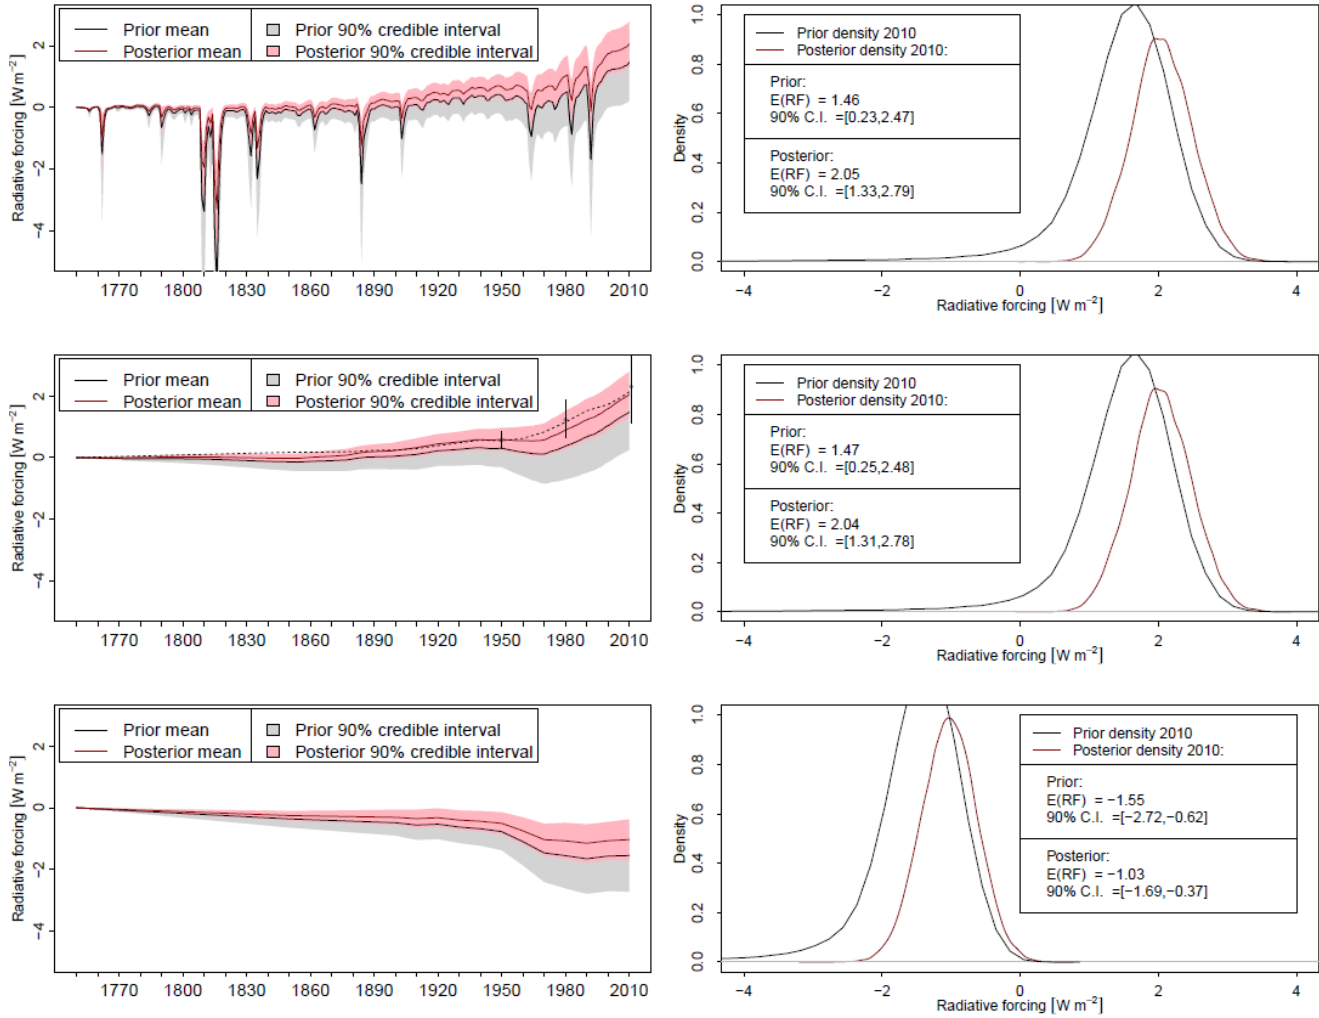 Prior mean
Posterior mean
Prior 90% credible interval
Posterior 90% credible interval
Radiative forcing [W m−2]
2
0
−2
−4
1770 1800 1830 1860 1890 1920 1950 1980 2010
Prior density 2010
Posterior density 2010:
Prior:
E(RF) = 1.46
90% C.I. =[0.23,2.47]
Posterior:
E(RF) = 2.05
90% C.I. =[1.33,2.79]
Density
1.0
0.8
0.6
0.4
0.2
0.0
−4 −2 0 2 4
Radiative forcing [W m−2]
Prior mean
Posterior mean
Prior 90% credible interval
Posterior 90% credible interval
Radiative forcing [W m−2]
2
0
−2
−4
1770 1800 1830 1860 1890 1920 1950 1980 2010
Prior density 2010
Posterior density 2010:
Prior:
E(RF) = 1.47
90% C.I. =[0.25,2.48]
Posterior:
E(RF) = 2.04
90% C.I. =[1.31,2.78]
Density
1.0
0.8
0.6
0.4
0.2
0.0
−4 −2 0 2 4
Radiative forcing [W m−2]
Prior mean
Posterior mean
Prior 90% credible interval
Posterior 90% credible interval
Radiative forcing [W m−2]
2
0
−2
−4
1770 1800 1830 1860 1890 1920 1950 1980 2010
Prior density 2010
Posterior density 2010:
Prior:
E(RF) = −1.55
90% C.I. =[−2.72,−0.62]
Posterior:
E(RF) = −1.03
90% C.I. =[−1.69,−0.37]
Density
1.0
0.8
0.6
0.4
0.2
0.0
−4 −2 0 2 4
Radiative forcing [W m−2]